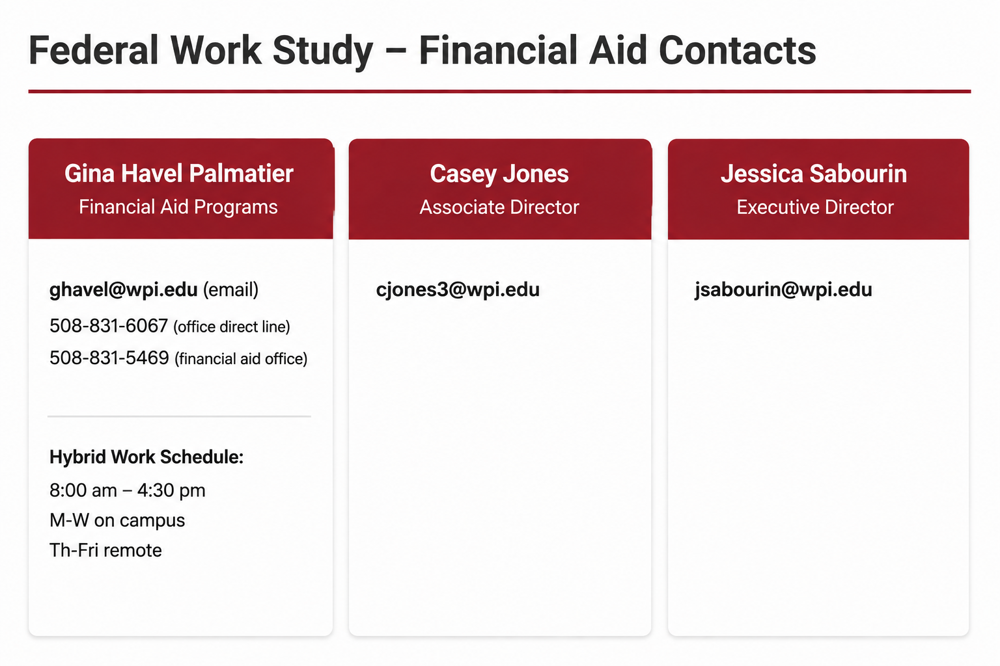 Federal Work Study – Financial Aid Contacts
Gina Havel Palmatier
Financial Aid Programs
ghavel@wpi.edu (email)
508-831-6067 (office direct line)
508-831-5469 (financial aid office)
Hybrid Work Schedule:
8:00 am – 4:30 pm
M-W on campus
Th-Fri remote
Casey Jones
Associate Director
cjones3@wpi.edu
Jessica Sabourin
Executive Director
jsabourin@wpi.edu